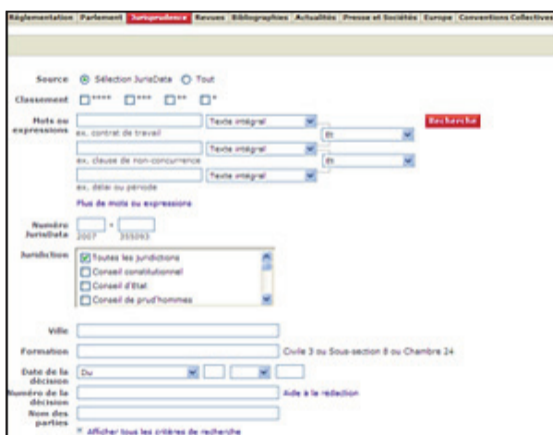 Réglementation Parlement Jurisprudence Revues Bibliographies Actualités Presse et Sociétés Europe Conventions Collectives
Source Sélection JurisData Tout
Classement **** *** ** *
Mots ou expressions Texte intégral Et Recherche
ex. contrat de travail
Texte intégral Et
ex. clause de non-concurrence
Texte intégral
ex. délai ou période
Plus de mots ou expressions
Numéro JurisData -
2007 355093
Juridiction Toutes les juridictions
Conseil constitutionnel
Conseil d'Etat
Conseil de prud'hommes
Ville
Formation Civile 3 ou Sous-section 8 ou Chambre 24
Date de la décision Du
Numéro de la décision Aide à la rédaction
Nom des parties
Afficher tous les critères de recherche